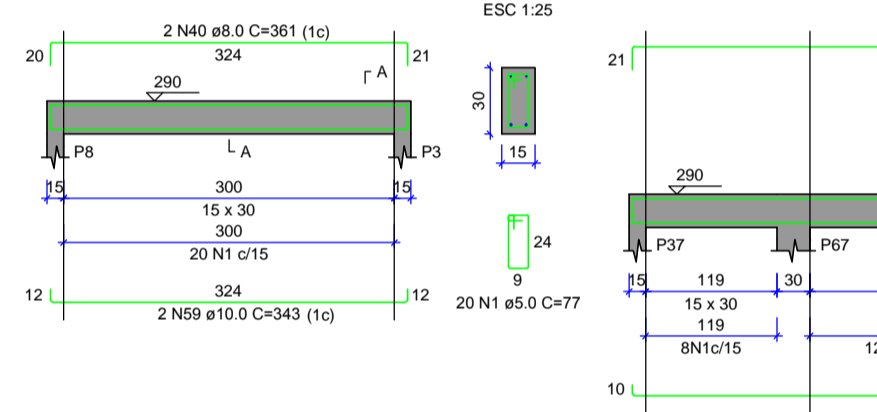 ESC 1:25
2 N40 ø8.0 C=361 (1c)
20
324
21
A
290
A
P8
P3
15
300
15
15 x 30
300
20 N1 c/15
12
324
12
2 N59 ø10.0 C=343 (1c)
30
15
24
9
20 N1 ø5.0 C=77
21
290
P37
P67
15
119
30
15 x 30
119
8N1c/15
12
10